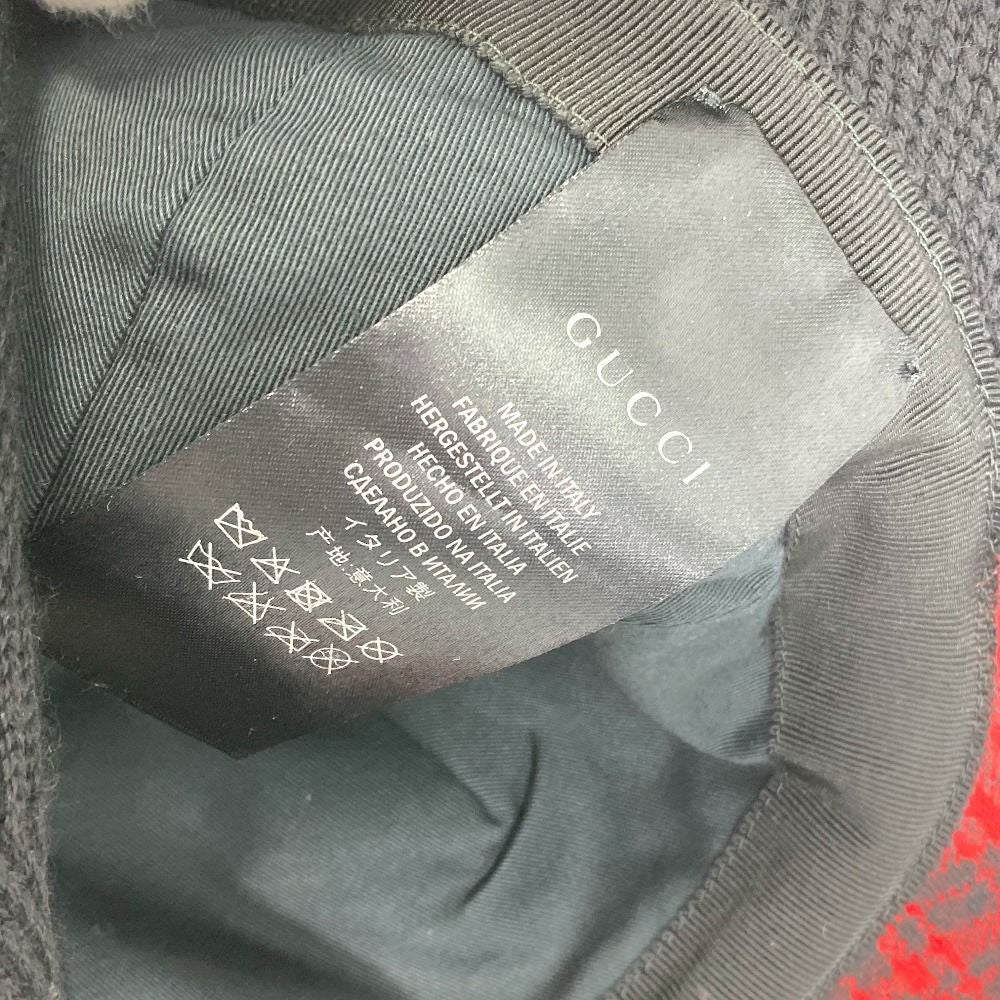 GUCCI
MADE IN ITALY
FABRIQUE EN ITALIE
HERGESTELLT IN ITALIEN
HECHO EN ITALIA
PRODUZIDO NA ITALIA
СДЕЛАНО В ИТАЛИИ
イタリア製
产地:意大利